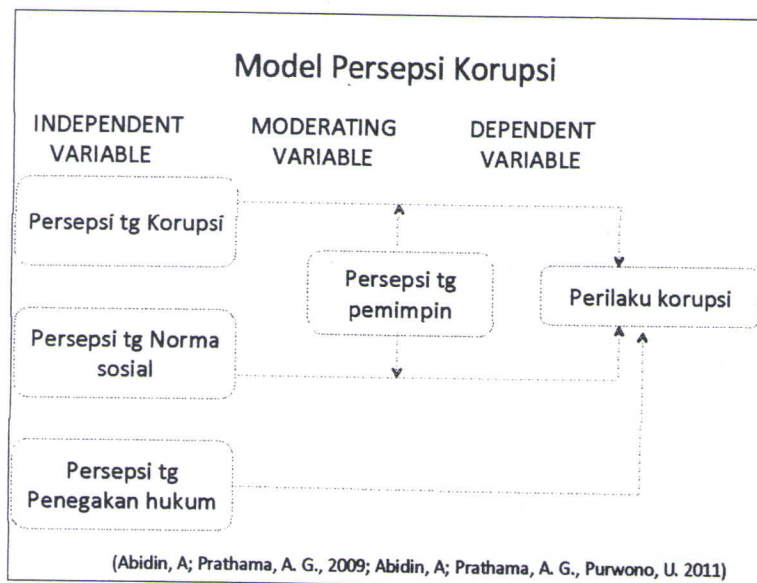 Model Persepsi Korupsi
INDEPENDENT
VARIABLE
MODERATING
VARIABLE
DEPENDENT
VARIABLE
Persepsi tg Korupsi
Persepsi tg
pemimpin
Perilaku korupsi
Persepsi tg Norma
sosial
Persepsi tg
Penegakan hukum
(Abidin, A; Prathama, A. G., 2009; Abidin, A; Prathama, A. G., Purwono, U. 2011)